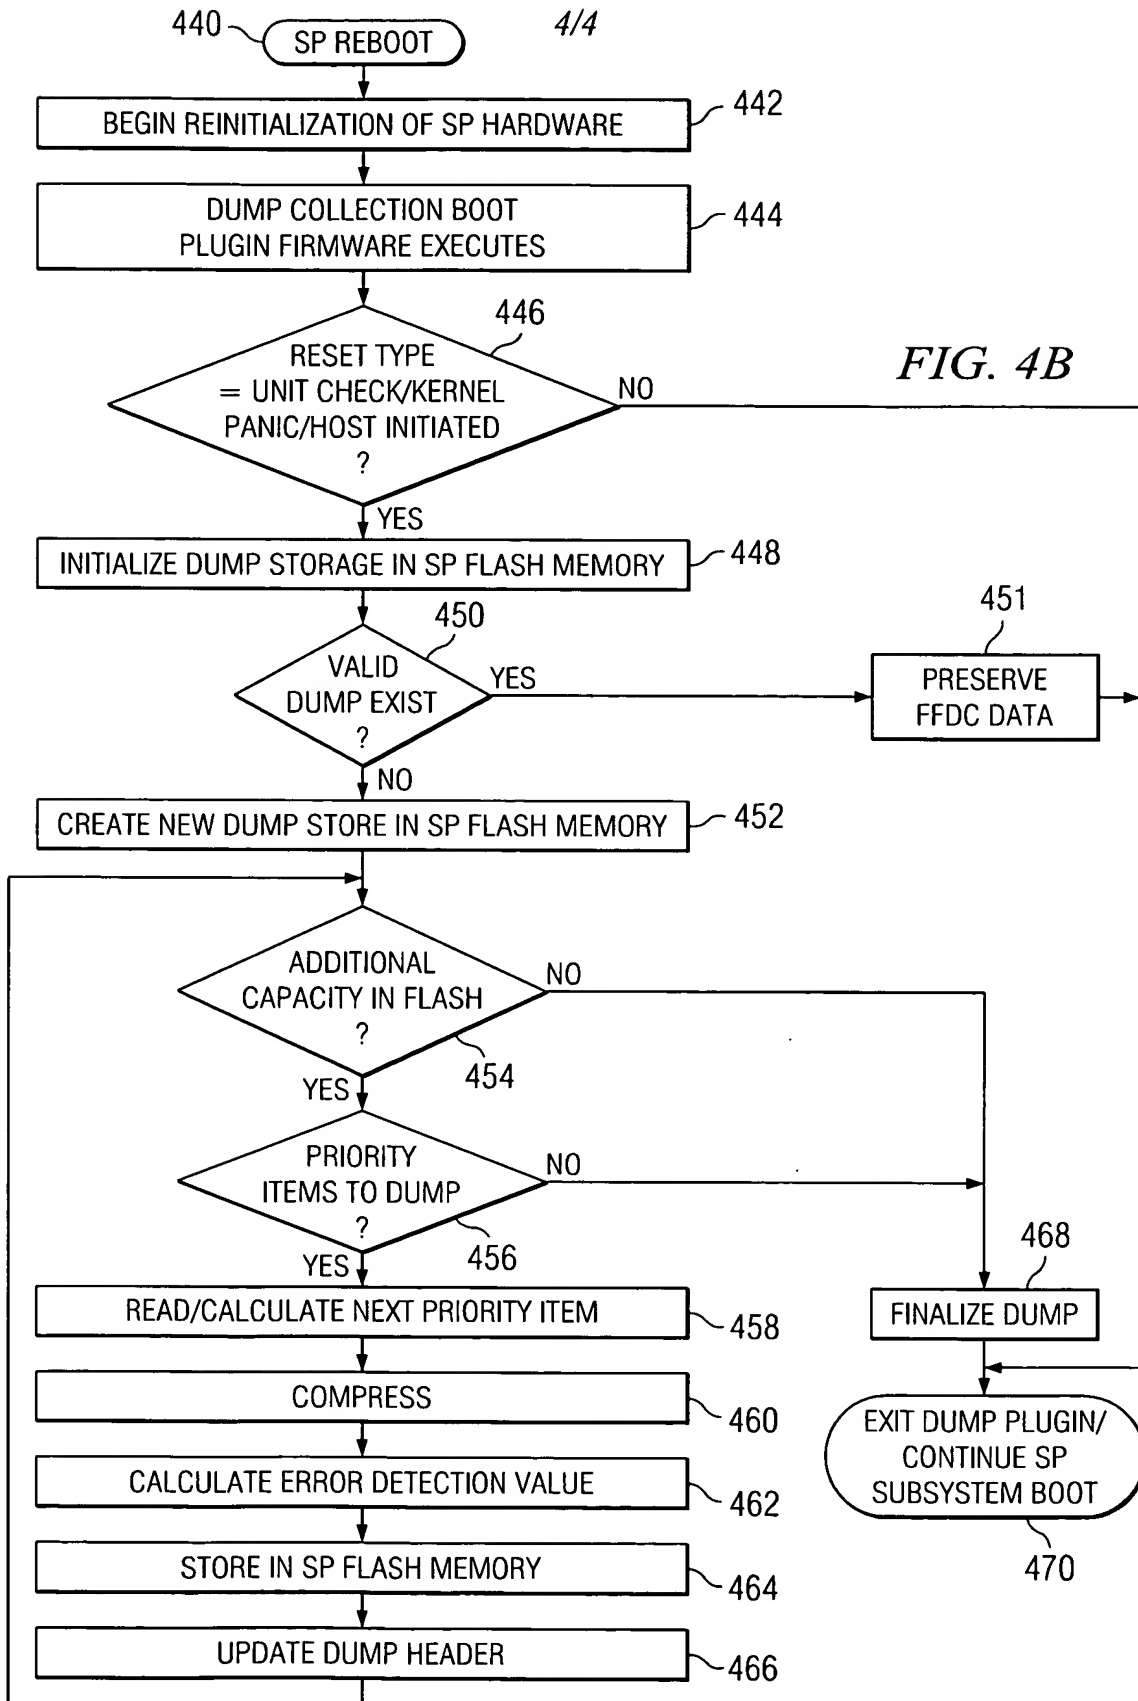 440
SP REBOOT
4/4
BEGIN REINITIALIZATION OF SP HARDWARE
442
DUMP COLLECTION BOOT
PLUGIN FIRMWARE EXECUTES
444
446
RESET TYPE
= UNIT CHECK/KERNEL
PANIC/HOST INITIATED
?
NO
FIG. 4B
YES
INITIALIZE DUMP STORAGE IN SP FLASH MEMORY
448
450
VALID
DUMP EXIST
?
YES
451
PRESERVE
FFDC DATA
NO
CREATE NEW DUMP STORE IN SP FLASH MEMORY
452
ADDITIONAL
CAPACITY IN FLASH
?
NO
454
YES
PRIORITY
ITEMS TO DUMP
?
NO
456
YES
READ/CALCULATE NEXT PRIORITY ITEM
458
468
FINALIZE DUMP
COMPRESS
460
EXIT DUMP PLUGIN/
CONTINUE SP
SUBSYSTEM BOOT
470
CALCULATE ERROR DETECTION VALUE
462
STORE IN SP FLASH MEMORY
464
UPDATE DUMP HEADER
466